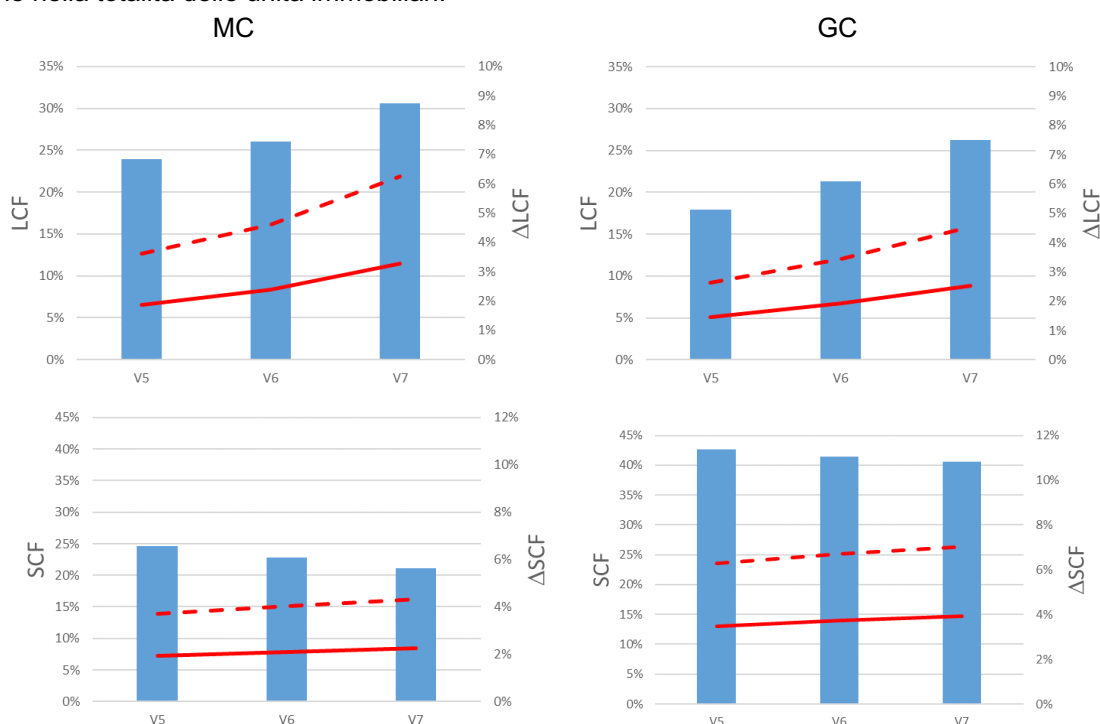 MC GC
35% 10% 35% 10%
9% 9%
30% 30%
8% 8%
25% 7% 25% 7%
20% 6% 20% 6%
LCF 5% ΔLCF LCF 5% ΔLCF
15% 4% 15% 4%
10% 3% 10% 3%
2% 2%
5% 5%
1% 1%
0% 0% 0% 0%
V5 V6 V7 V5 V6 V7
45% 12% 45% 12%
40% 10% 40% 10%
35% 35%
30% 8% 30% 8%
25% 25%
SCF 6% ΔSCF SCF 6% ΔSCF
20% 20%
15% 4% 15% 4%
10% 2% 10% 2%
5% 5%
0% 0% 0% 0%
V5 V6 V7 V5 V6 V7